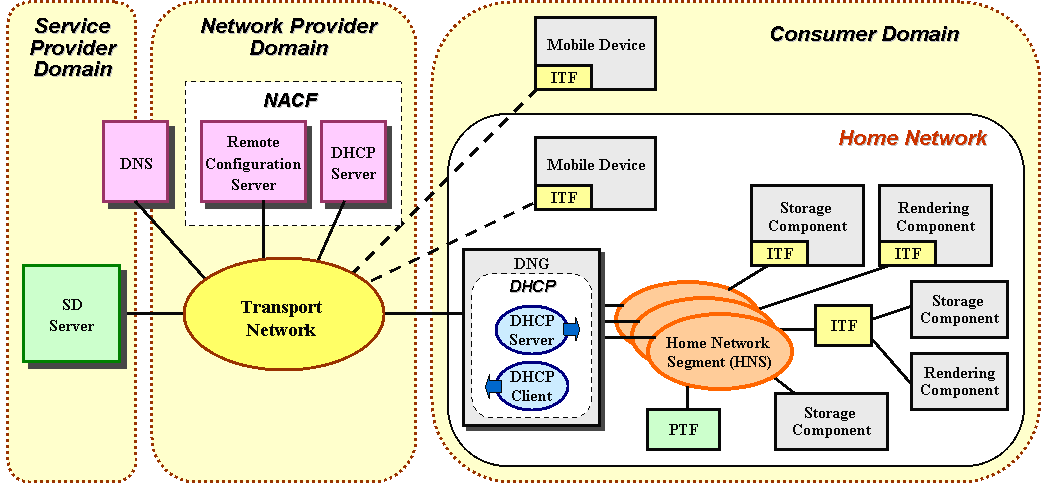 Service
Provider
Domain
Network Provider
Domain
Consumer Domain
NACF
DNS
Remote
Configuration
Server
DHCP
Server
Mobile Device
ITF
Home Network
Mobile Device
ITF
SD
Server
Transport
Network
DNG
DHCP
DHCP
Server
DHCP
Client
Home Network
Segment (HNS)
Storage
Component
ITF
Rendering
Component
ITF
ITF
Storage
Component
Rendering
Component
Storage
Component
PTF